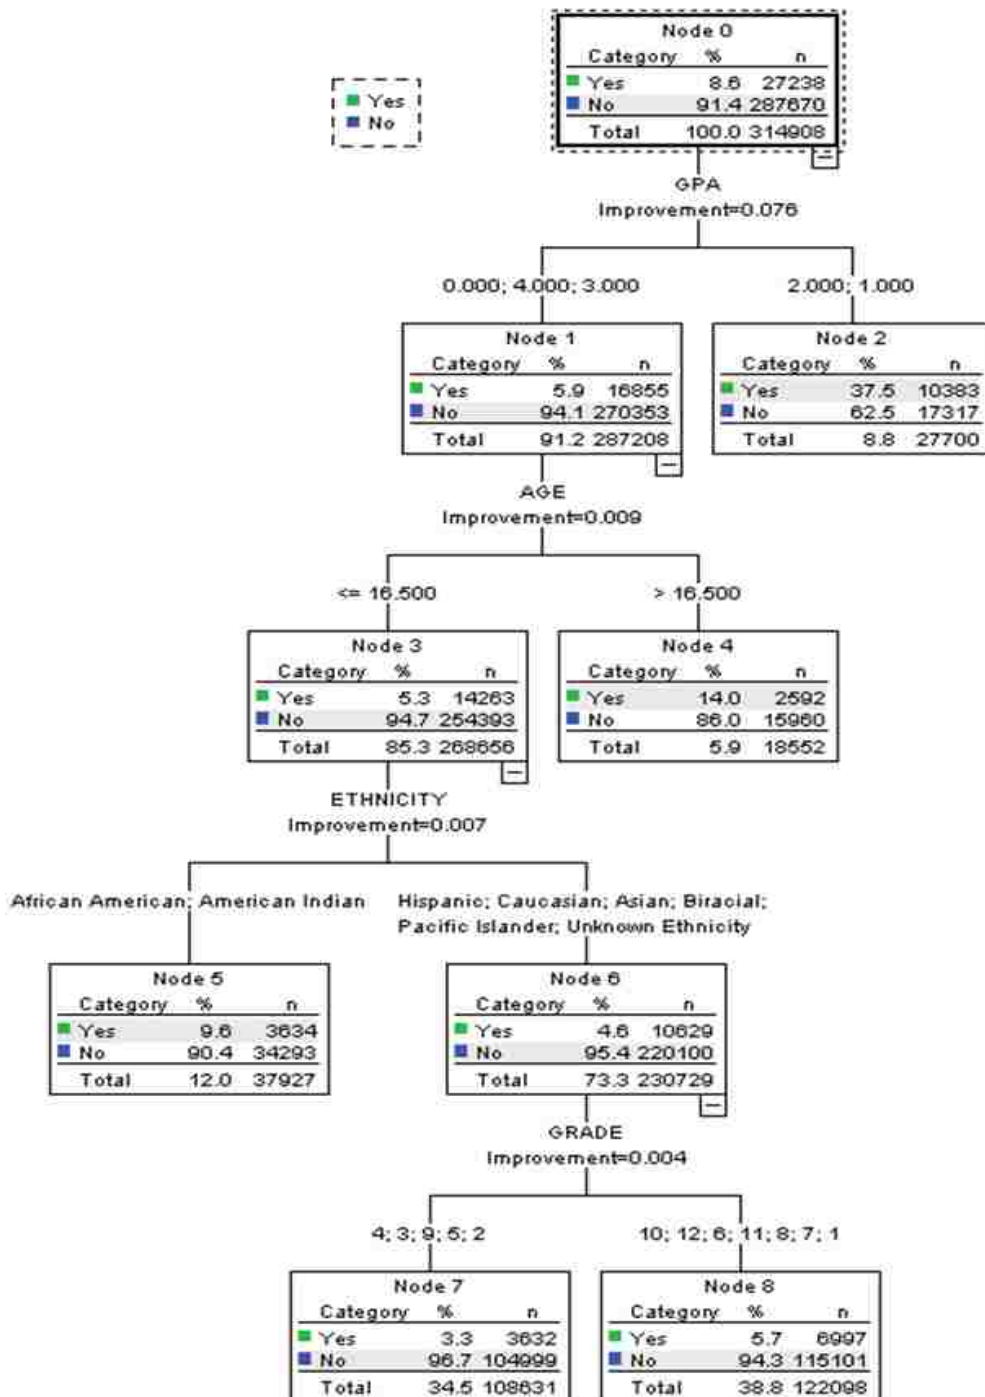 Node 0
Category % n
Yes 8.6 27238
No 91.4 287670
Total 100.0 314908
Yes
No
GPA
Improvement=0.076
0.000; 4.000; 3.000
2.000; 1.000
Node 1
Category % n
Yes 5.9 16855
No 94.1 270353
Total 91.2 287208
Node 2
Category % n
Yes 37.5 10383
No 62.5 17317
Total 8.8 27700
AGE
Improvement=0.009
<= 16.500
> 16.500
Node 3
Category % n
Yes 5.3 14263
No 94.7 254393
Total 85.3 268656
Node 4
Category % n
Yes 14.0 2592
No 86.0 15960
Total 5.9 18552
ETHNICITY
Improvement=0.007
African American; American Indian
Hispanic; Caucasian; Asian; Biracial;
Pacific Islander; Unknown Ethnicity
Node 5
Category % n
Yes 9.6 3634
No 90.4 34293
Total 12.0 37927
Node 6
Category % n
Yes 4.6 10629
No 95.4 220100
Total 73.3 230729
GRADE
Improvement=0.004
4; 3; 9; 5; 2
10; 12; 6; 11; 8; 7; 1
Node 7
Category % n
Yes 3.3 3632
No 96.7 104999
Total 34.5 108631
Node 8
Category % n
Yes 5.7 6997
No 94.3 115101
Total 38.8 122098